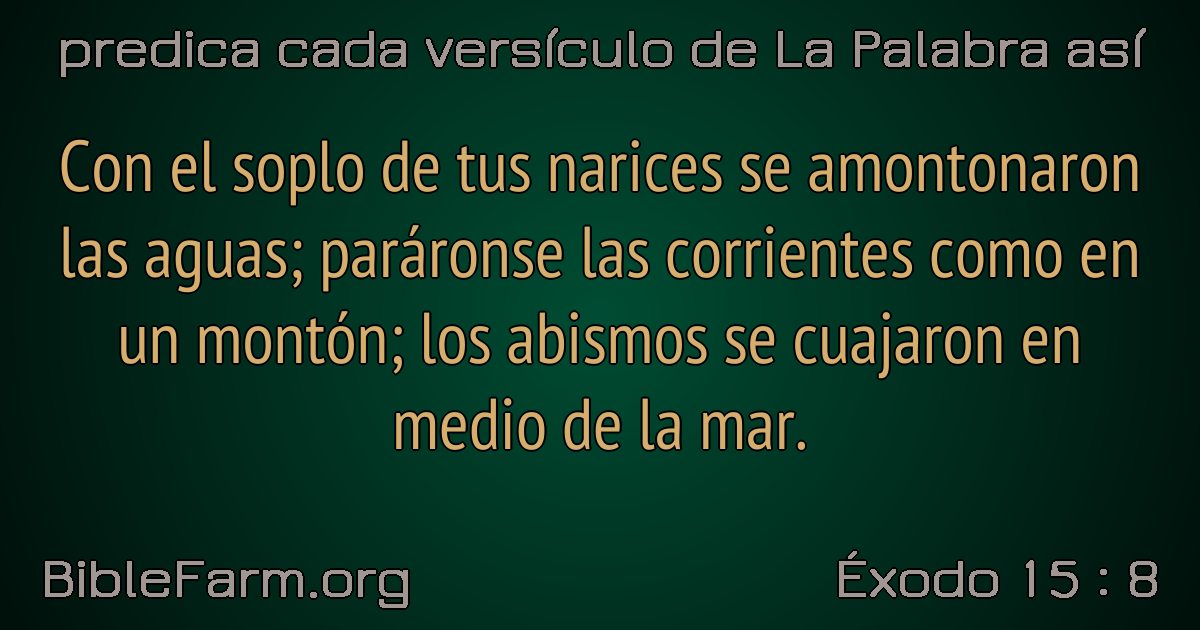 predica cada versículo de La Palabra así
Con el soplo de tus narices se amontonaron
las aguas; paráronse las corrientes como en
un montón; los abismos se cuajaron en
medio de la mar.
BibleFarm.org
Éxodo 15 : 8